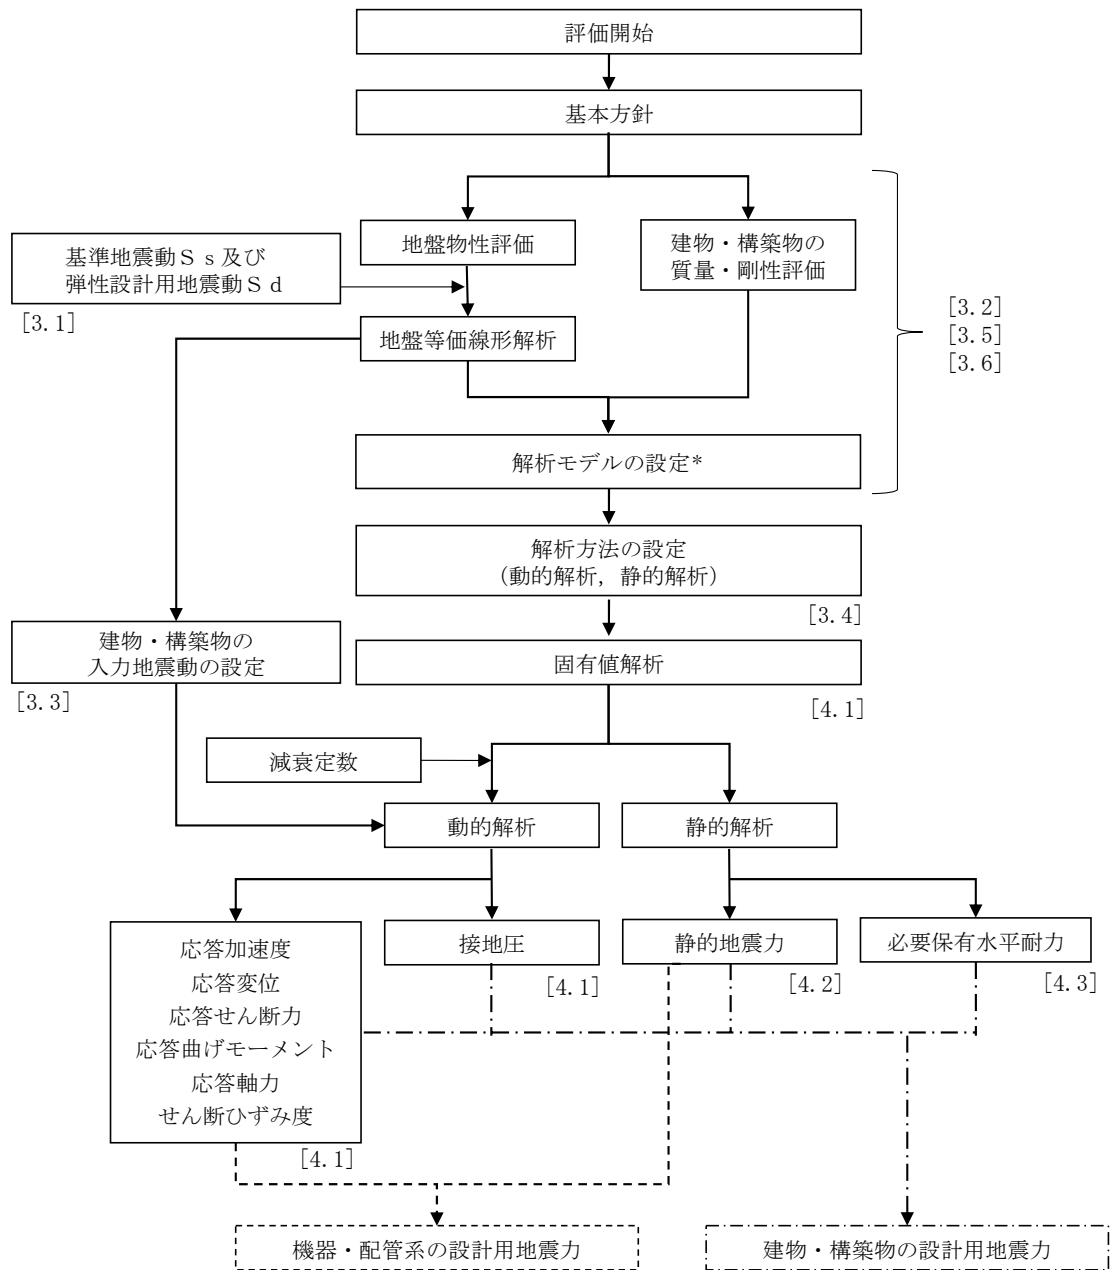 評価開始
基本方針
地盤物性評価
建物・構築物の
質量・剛性評価
基準地震動Ｓｓ及び
弾性設計用地震動Ｓｄ
[3.1]
地盤等価線形解析
[3.2]
[3.5]
[3.6]
解析モデルの設定*
解析方法の設定
（動的解析，静的解析）
[3.4]
建物・構築物の
入力地震動の設定
[3.3]
固有値解析
[4.1]
減衰定数
動的解析
静的解析
応答加速度
応答変位
応答せん断力
応答曲げモーメント
応答軸力
せん断ひずみ度
[4.1]
接地圧
[4.1]
静的地震力
[4.2]
必要保有水平耐力
[4.3]
機器・配管系の設計用地震力
建物・構築物の設計用地震力